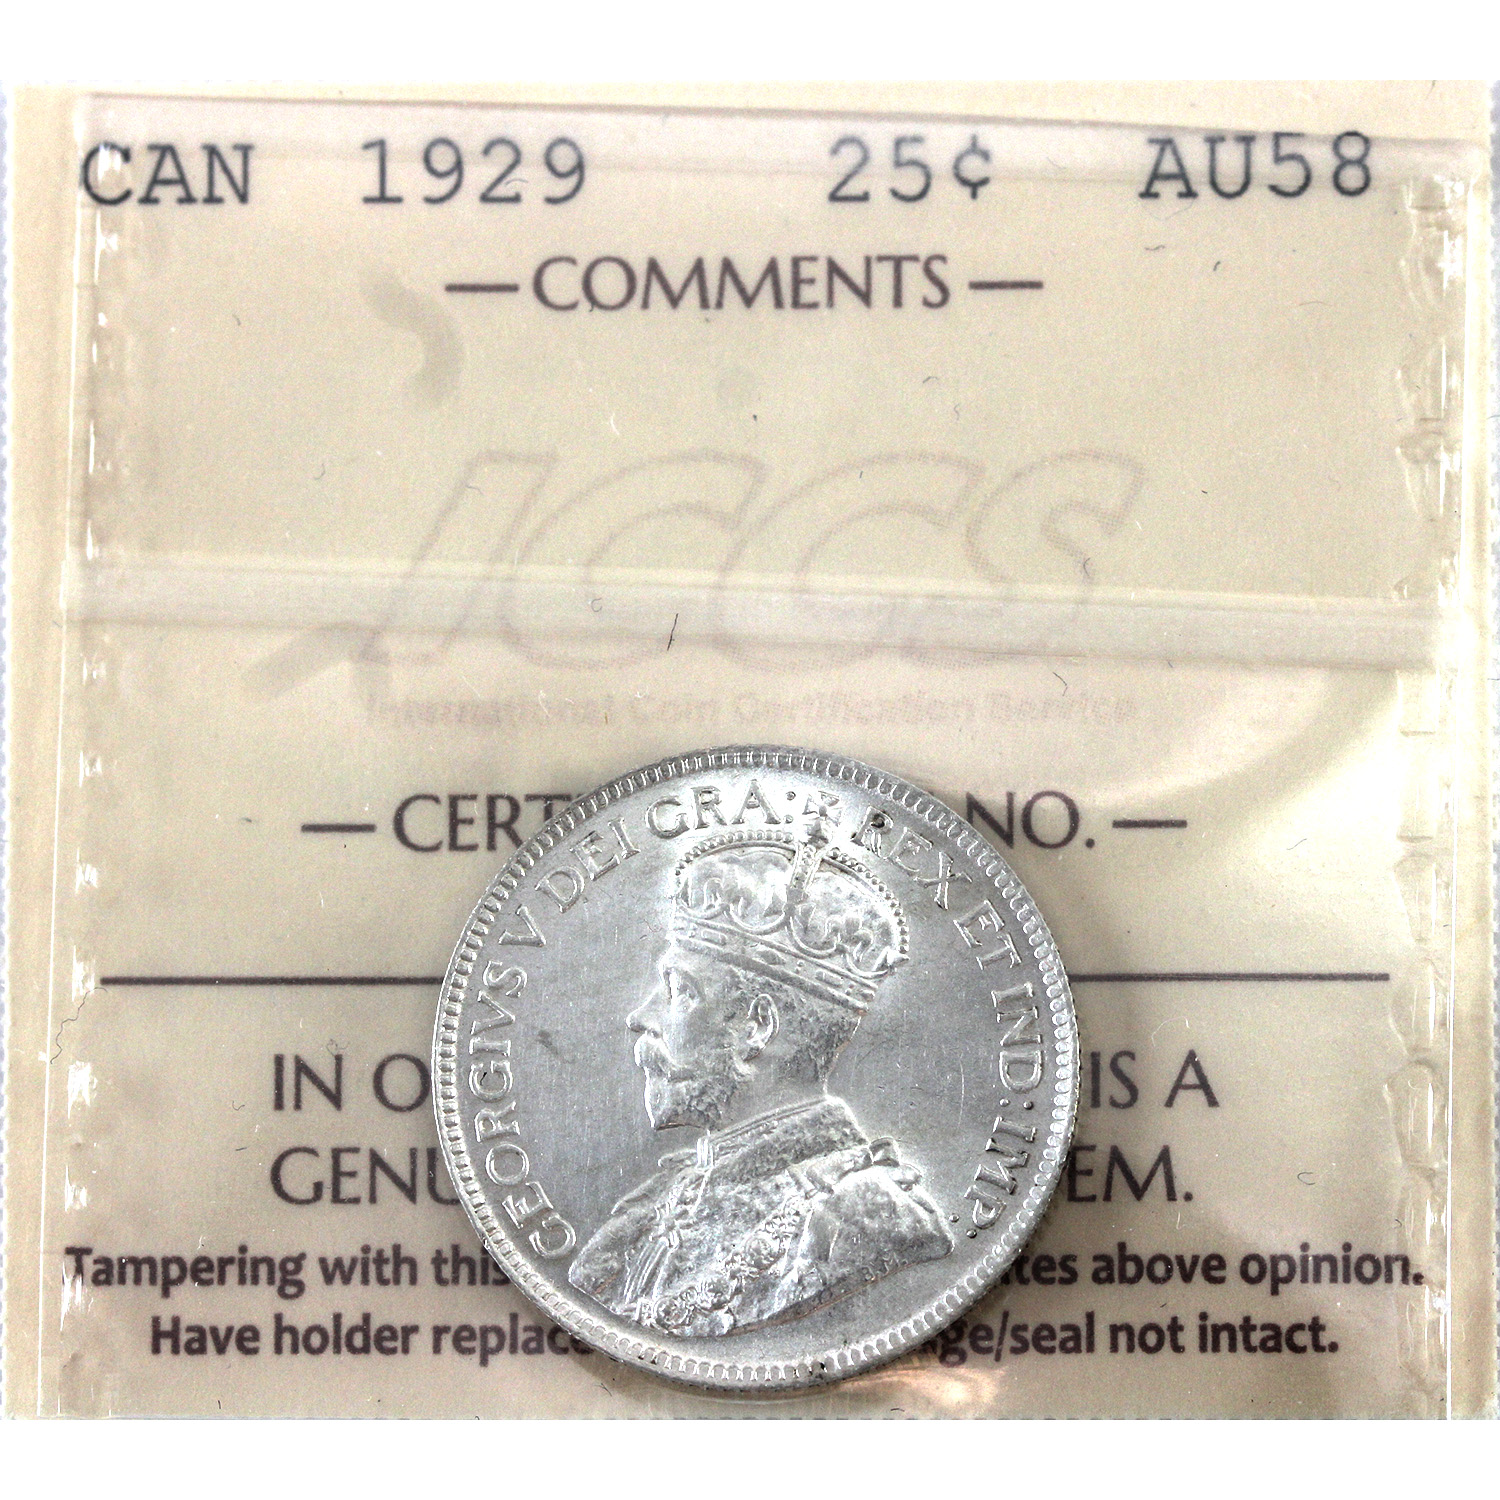 CAN 1929 25¢ AU58
— COMMENTS —
ICCS
International Coin Certification Service
— CERT NO. —
GEORGIVS V DEI GRA: REX ET IND: IMP:
B.M.
IN O IS A
GENU EM.
Tampering with this tes above opinion.
Have holder replac ge/seal not intact.